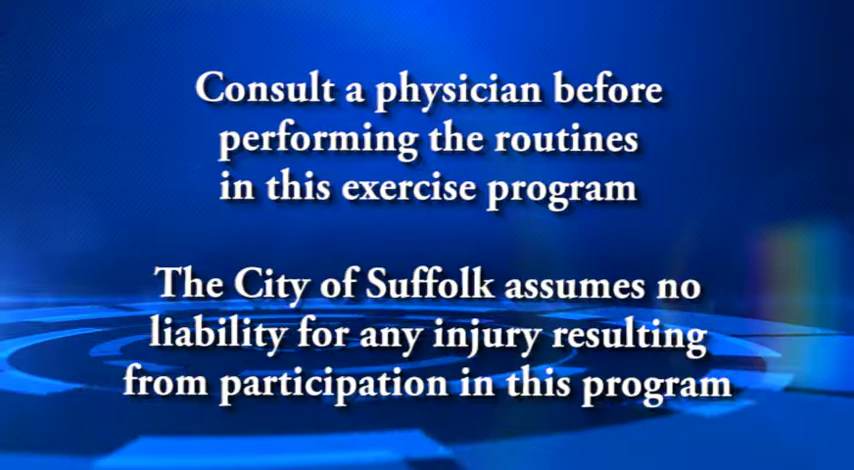 Consult a physician before
performing the routines
in this exercise program
The City of Suffolk assumes no
liability for any injury resulting
from participation in this program